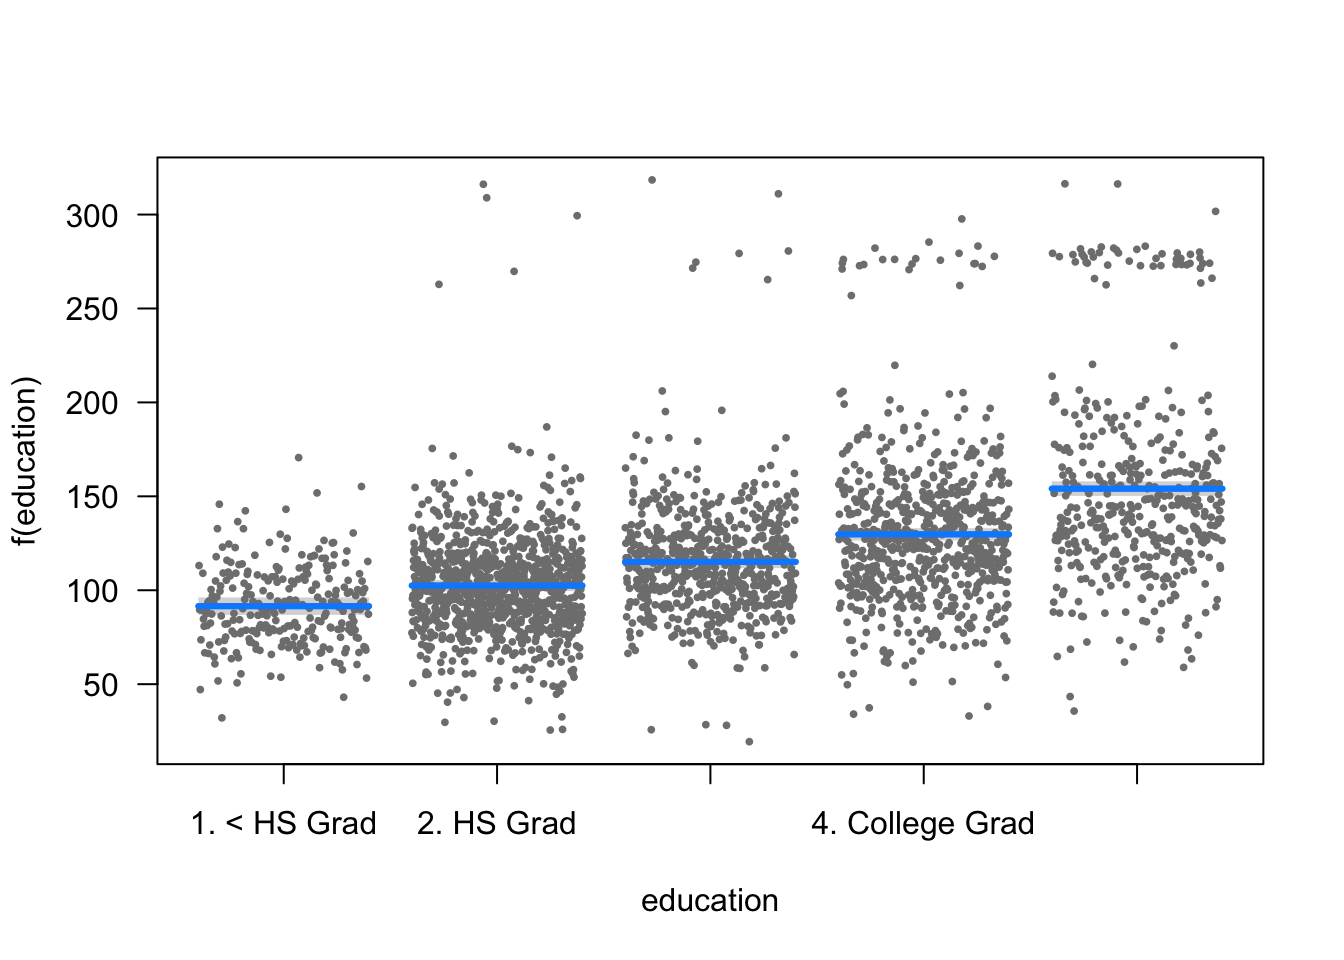 f(education)
300
250
200
150
100
50
1. < HS Grad
2. HS Grad
4. College Grad
education